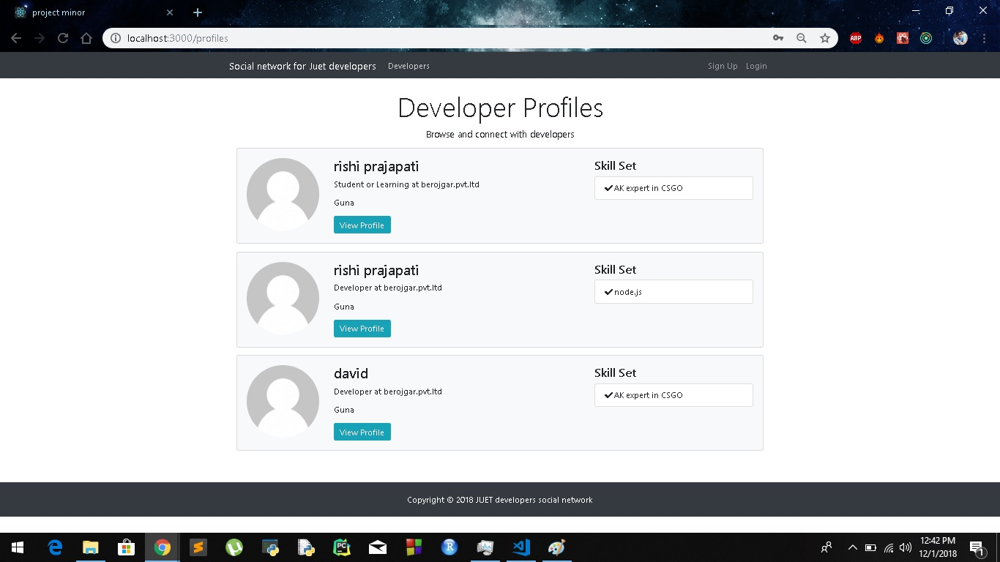 project minor
localhost:3000/profiles
ABP
Social network for Juet developers Developers Sign Up Login
Developer Profiles
Browse and connect with developers
rishi prajapati
Student or Learning at berojgar.pvt.ltd
Guna
View Profile
Skill Set
AK expert in CSGO
rishi prajapati
Developer at berojgar.pvt.ltd
Guna
View Profile
Skill Set
node.js
david
Developer at berojgar.pvt.ltd
Guna
View Profile
Skill Set
AK expert in CSGO
Copyright © 2018 JUET developers social network
PC
R
12:42 PM
12/1/2018
1